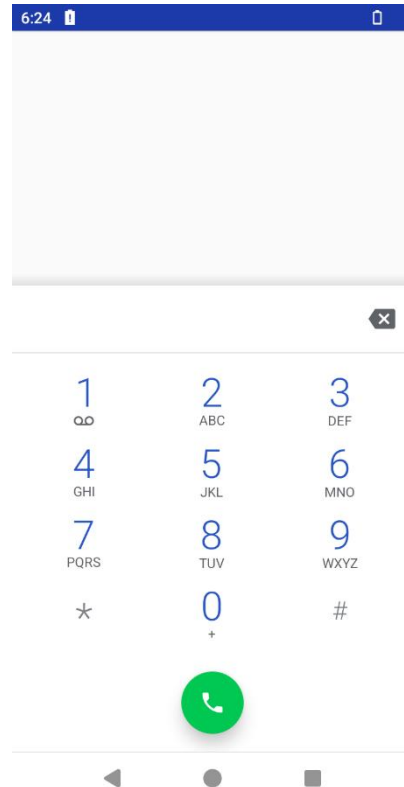 6:24
1 2 3
ABC DEF
4 5 6
GHI JKL MNO
7 8 9
PQRS TUV WXYZ
* 0 #
+